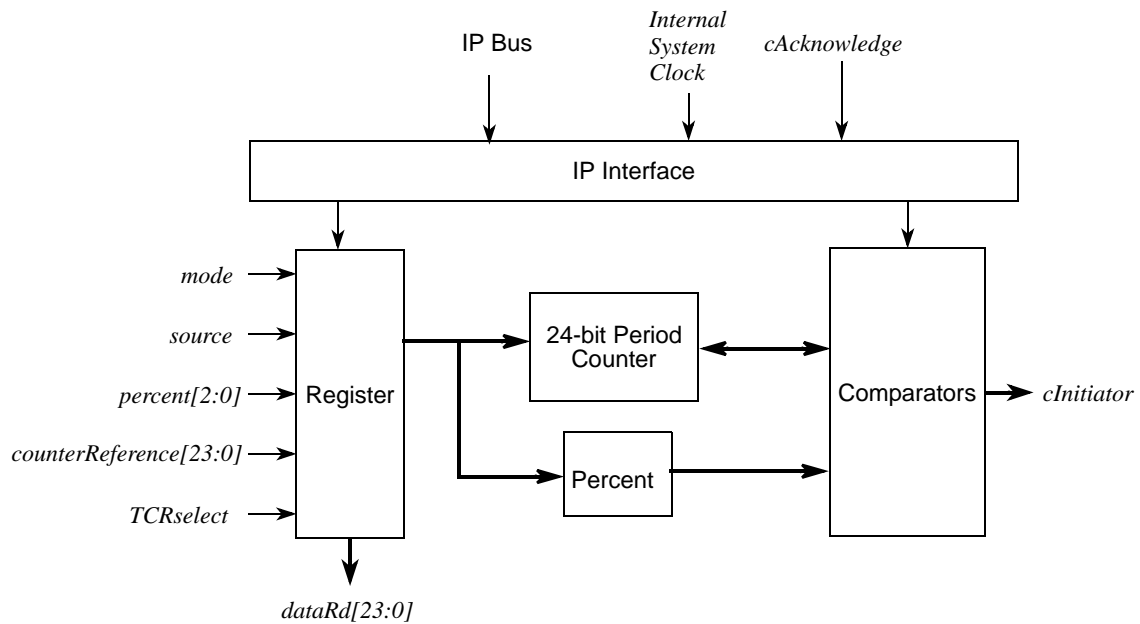 IP Bus
Internal
System
Clock
cAcknowledge
IP Interface
mode
source
percent[2:0]
counterReference[23:0]
TCRselect
Register
24-bit Period
Counter
Percent
Comparators
cInitiator
dataRd[23:0]